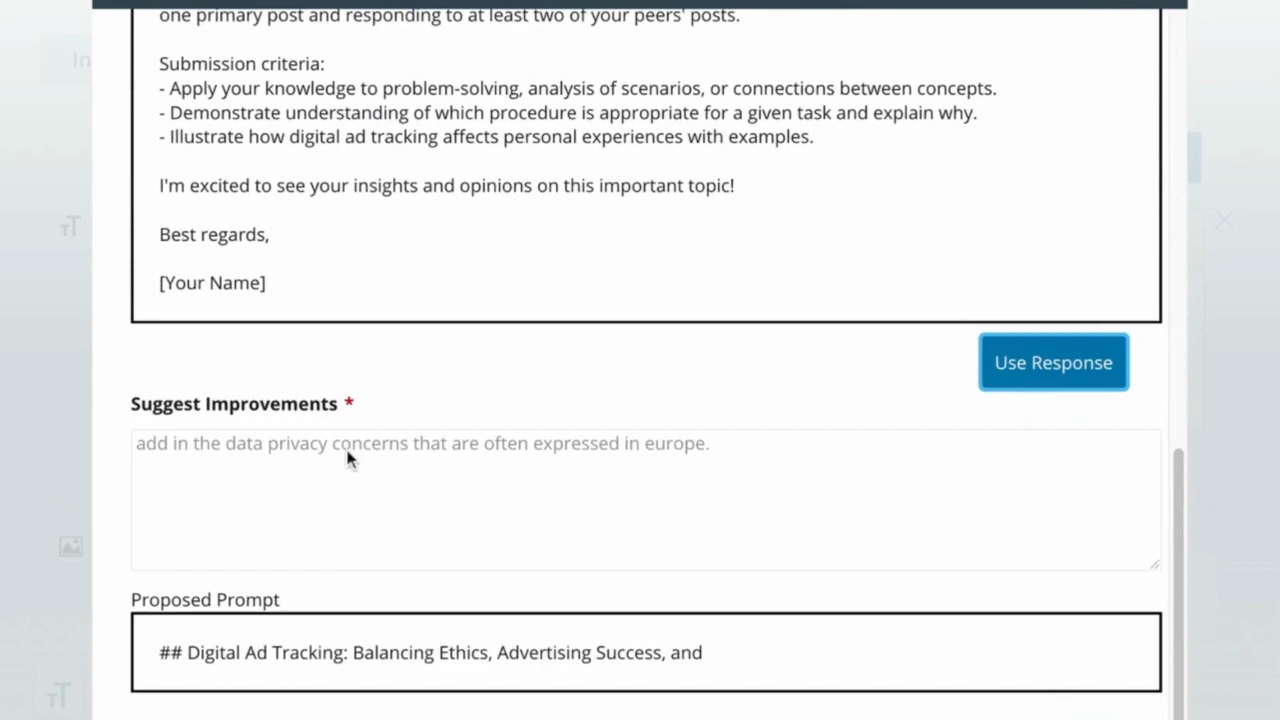 one primary post and responding to at least two of your peers' posts.
In
Submission criteria:
- Apply your knowledge to problem-solving, analysis of scenarios, or connections between concepts.
- Demonstrate understanding of which procedure is appropriate for a given task and explain why.
- Illustrate how digital ad tracking affects personal experiences with examples.
I'm excited to see your insights and opinions on this important topic!
Best regards,
[Your Name]
Use Response
Suggest Improvements *
add in the data privacy concerns that are often expressed in europe.
Proposed Prompt
## Digital Ad Tracking: Balancing Ethics, Advertising Success, and